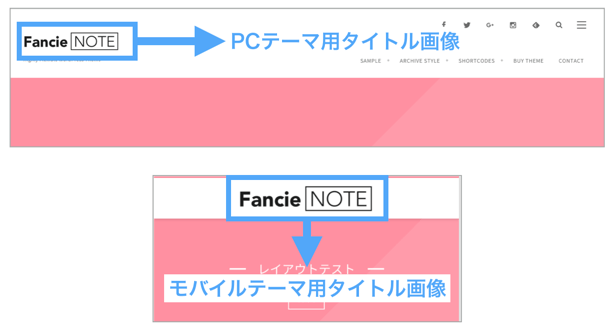 Fancie NOTE
PCテーマ用タイトル画像
SAMPLE
ARCHIVE STYLE
SHORTCODES
BUY THEME
CONTACT
Fancie NOTE
レイアウトテスト
モバイルテーマ用タイトル画像